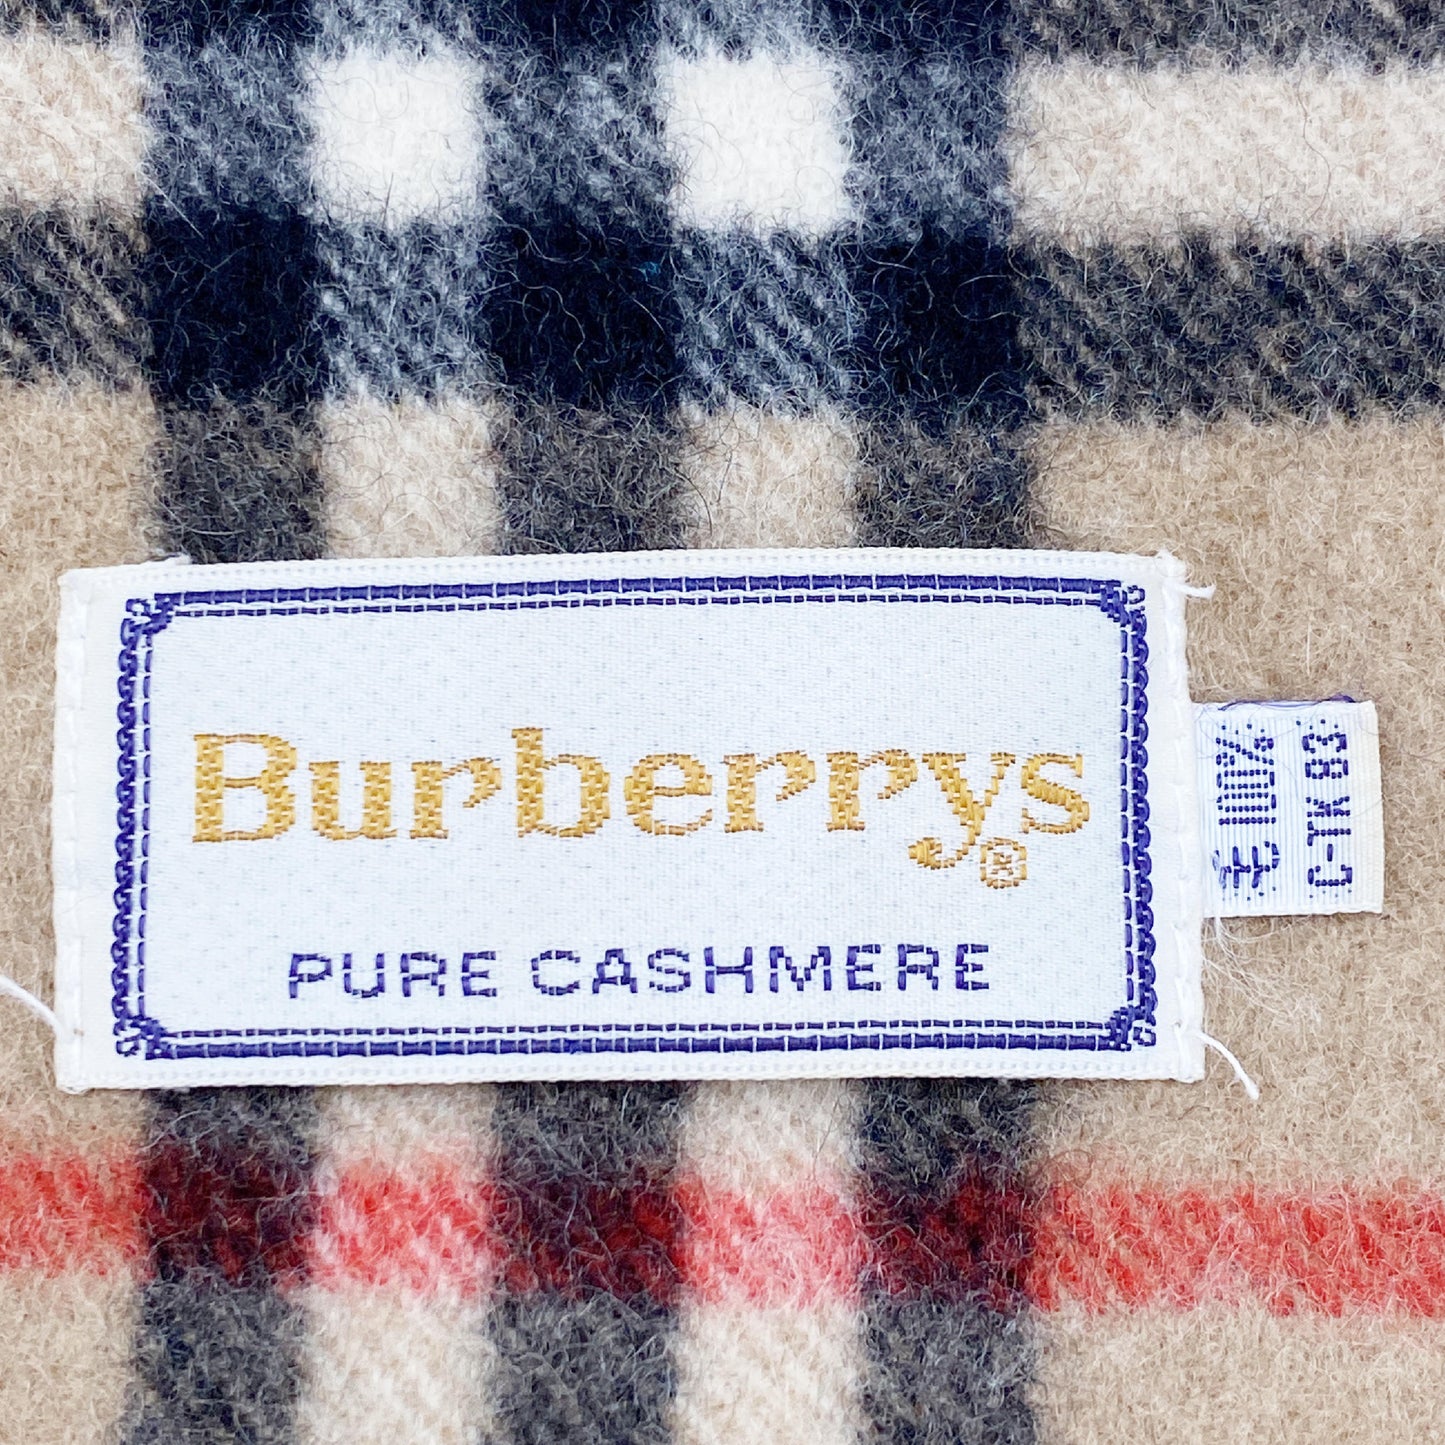 Burberrys®
PURE CASHMERE
毛 100%
C-TK 83